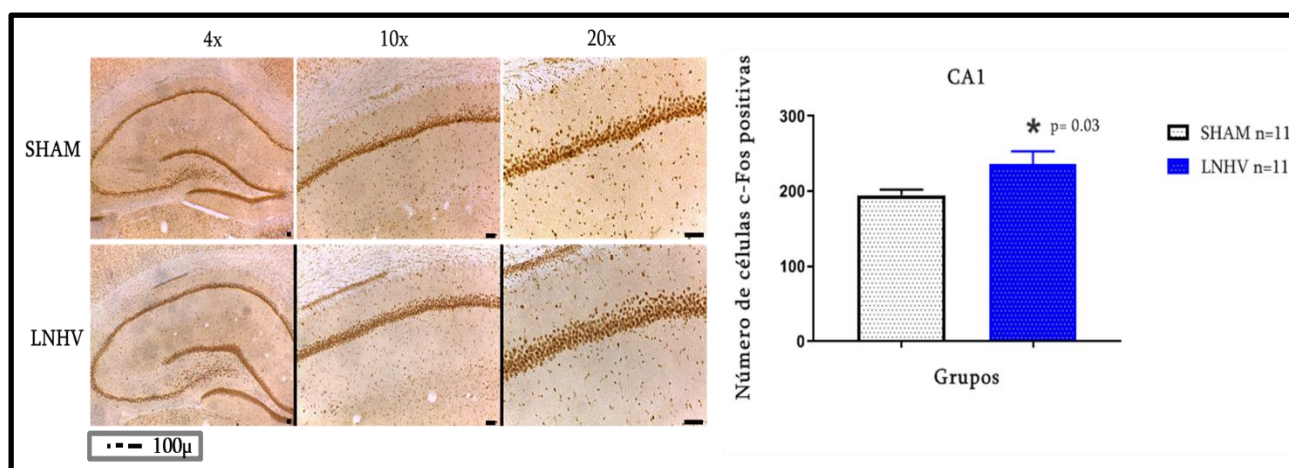 4x 10x 20x
SHAM
LNHV
100µ
CA1
Número de células c-Fos positivas
300
200
100
0
* p= 0.03
Grupos
SHAM n=11
LNHV n=11